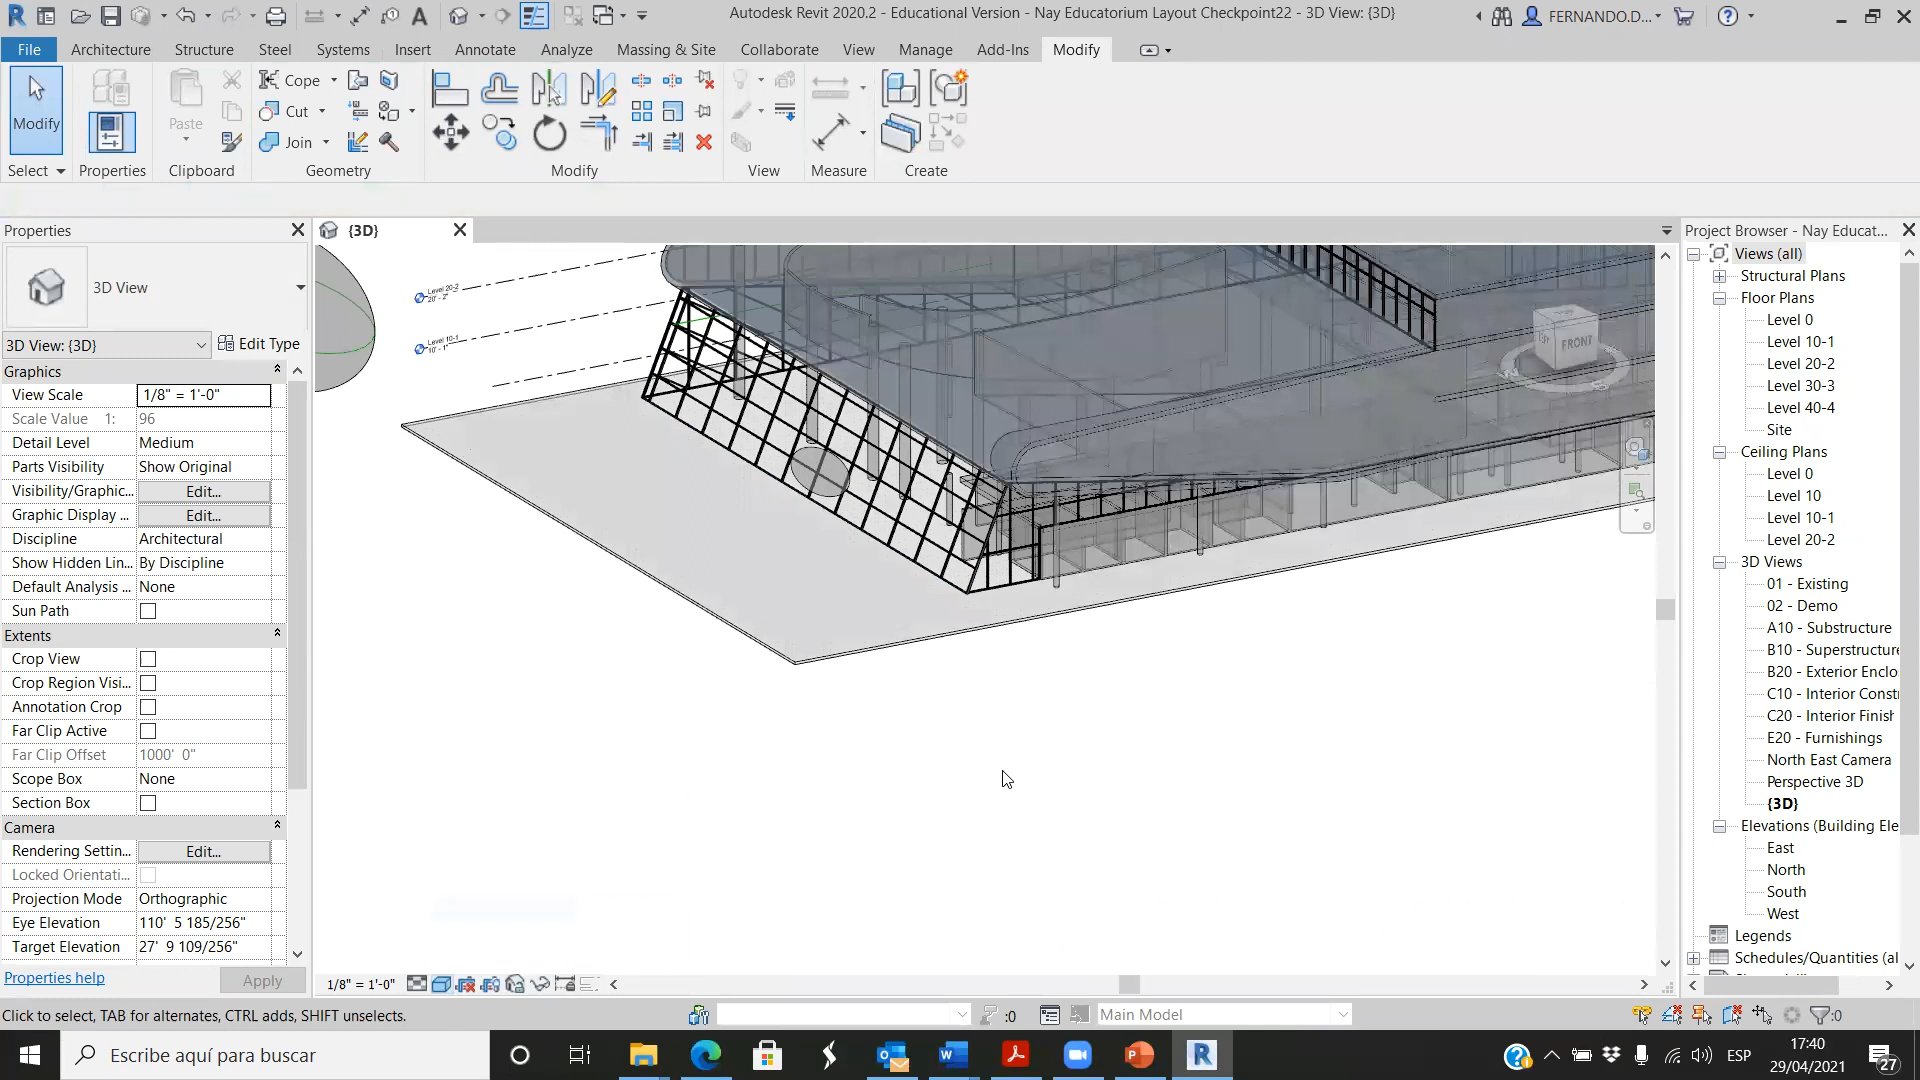 Autodesk Revit 2020.2 - Educational Version - Nay Educatorium Layout Checkpoint22 - 3D View: {3D}
FERNANDO.D...
File Architecture Structure Steel Systems Insert Annotate Analyze Massing & Site Collaborate View Manage Add-Ins Modify
Modify
Paste
Cope
Cut
Join
Select Properties Clipboard Geometry Modify View Measure Create
Properties
3D View
3D View: {3D} Edit Type
Graphics
View Scale 1/8" = 1'-0"
Scale Value 1: 96
Detail Level Medium
Parts Visibility Show Original
Visibility/Graphic... Edit...
Graphic Display ... Edit...
Discipline Architectural
Show Hidden Lin... By Discipline
Default Analysis ... None
Sun Path
Extents
Crop View
Crop Region Visi...
Annotation Crop
Far Clip Active
Far Clip Offset 1000' 0"
Scope Box None
Section Box
Camera
Rendering Settin... Edit...
Locked Orientati...
Projection Mode Orthographic
Eye Elevation 110' 5 185/256"
Target Elevation 27' 9 109/256"
Properties help Apply
{3D}
Level 20-2
20' - 2"
Level 10-1
10' - 1"
FRONT
Project Browser - Nay Educat...
Views (all)
Structural Plans
Floor Plans
Level 0
Level 10-1
Level 20-2
Level 30-3
Level 40-4
Site
Ceiling Plans
Level 0
Level 10
Level 10-1
Level 20-2
3D Views
01 - Existing
02 - Demo
A10 - Substructure
B10 - Superstructure
B20 - Exterior Enclo
C10 - Interior Const
C20 - Interior Finish
E20 - Furnishings
North East Camera
Perspective 3D
{3D}
Elevations (Building Ele
East
North
South
West
Legends
Schedules/Quantities (al
1/8" = 1'-0"
Click to select, TAB for alternates, CTRL adds, SHIFT unselects.
:0
Main Model
:0
Escribe aquí para buscar
ESP
17:40
29/04/2021
27